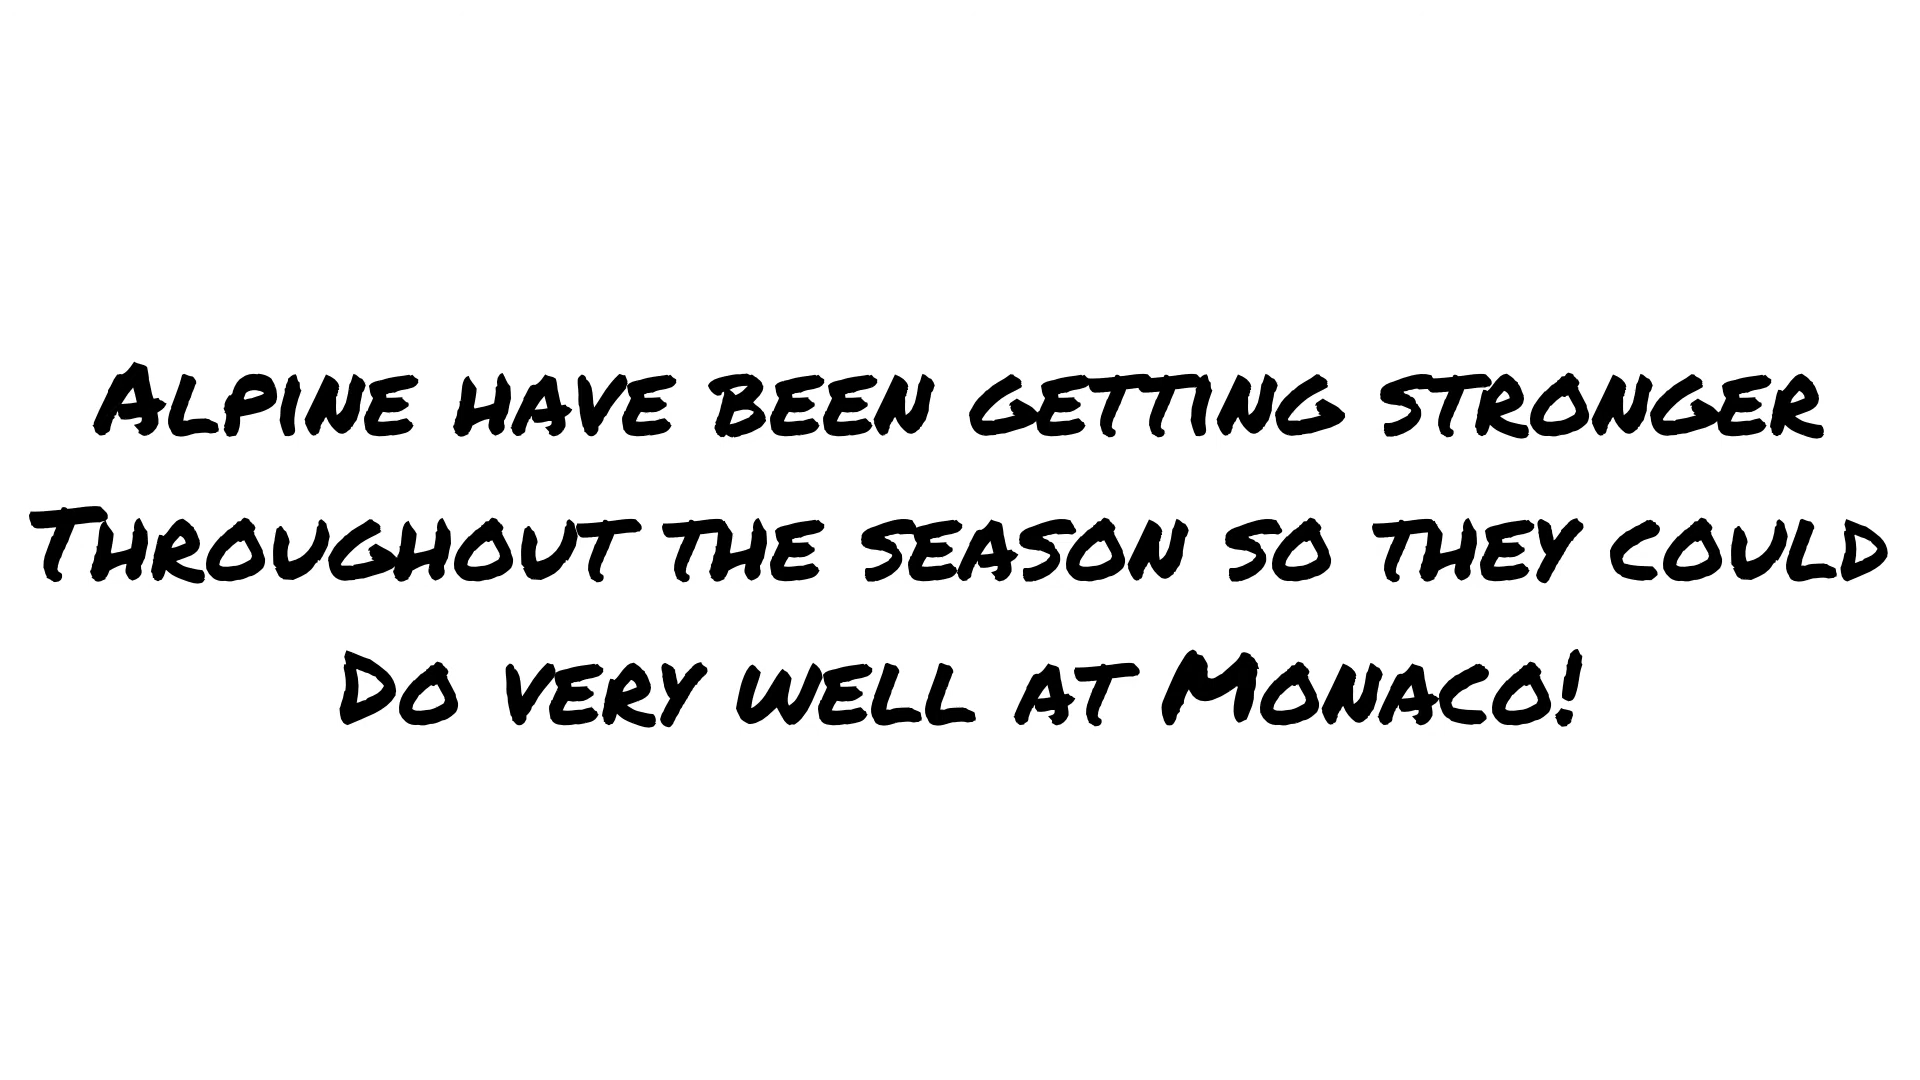 Alpine have been getting stronger
Throughout the season so they could
Do very well at Monaco!